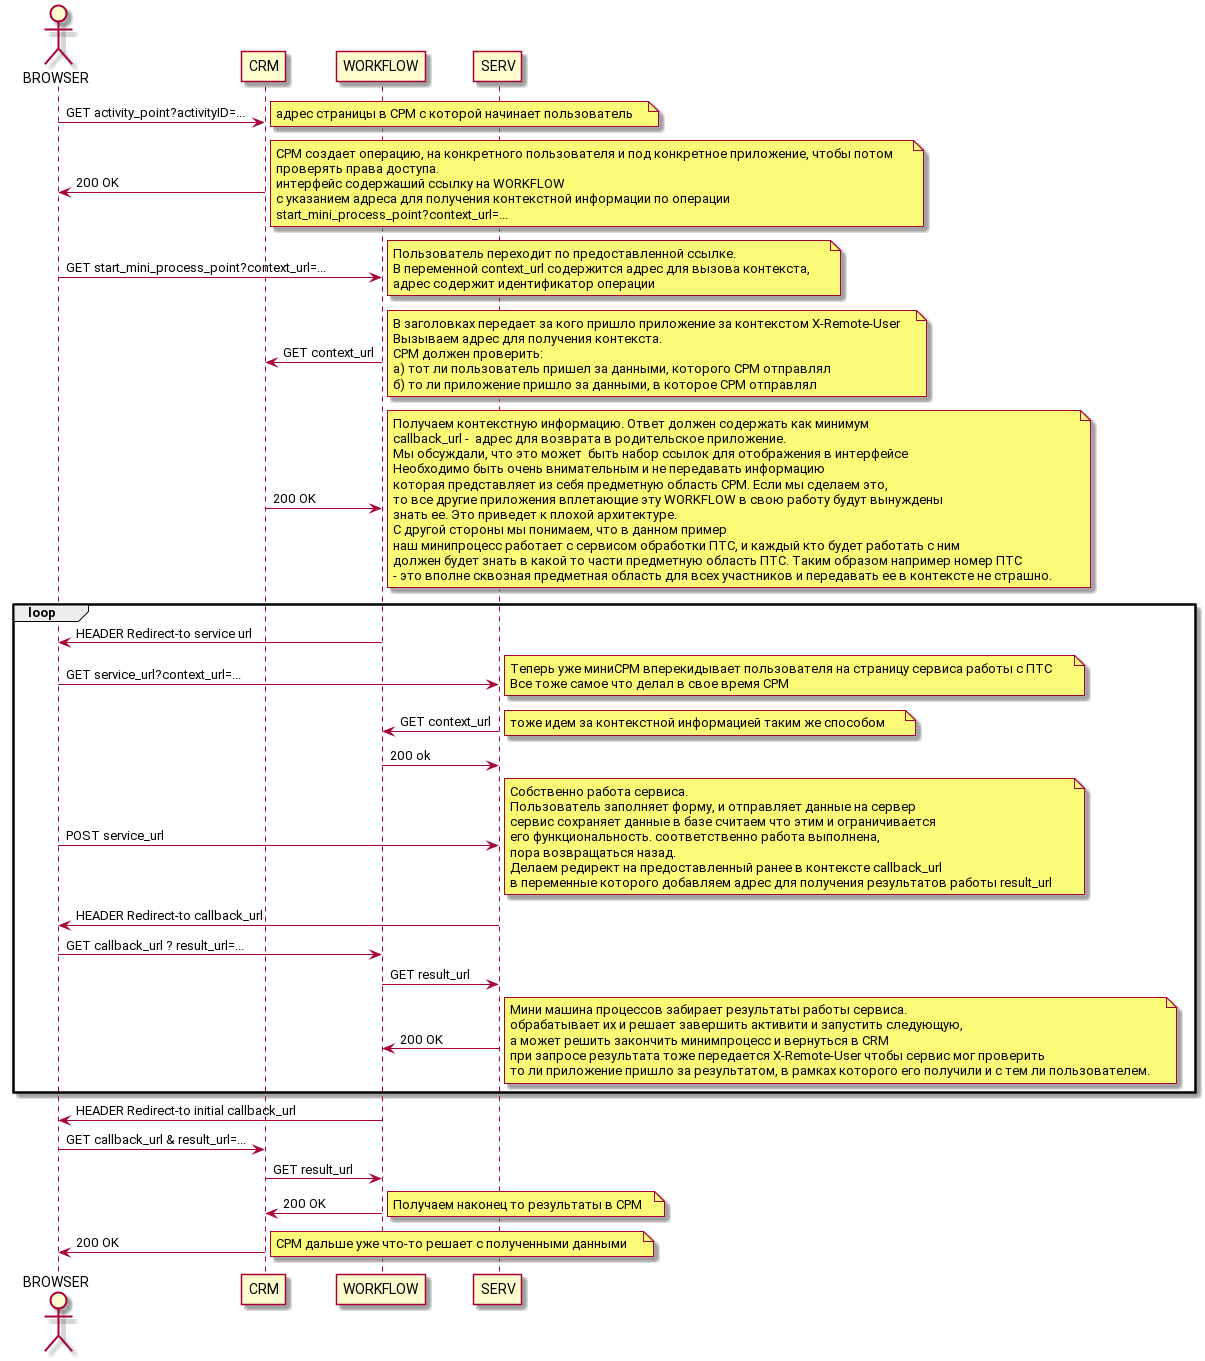 BROWSER
CRM
WORKFLOW
SERV
GET activity_point?activityID=...
адрес страницы в СРМ с которой начинает пользователь
СРМ создает операцию, на конкретного пользователя и под конкретное приложение, чтобы потом
проверять права доступа.
интерфейс содержаший ссылку на WORKFLOW
с указанием адреса для получения контекстной информации по операции
start_mini_process_point?context_url=...
200 OK
GET start_mini_process_point?context_url=...
Пользователь переходит по предоставленной ссылке.
В переменной context_url содержится адрес для вызова контекста,
адрес содержит идентификатор операции
GET context_url
В заголовках передает за кого пришло приложение за контекстом X-Remote-User
Вызываем адрес для получения контекста.
СРМ должен проверить:
а) тот ли пользователь пришел за данными, которого СРМ отправлял
б) то ли приложение пришло за данными, в которое СРМ отправлял
200 OK
Получаем контекстную информацию. Ответ должен содержать как минимум
callback_url - адрес для возврата в родительское приложение.
Мы обсуждали, что это может быть набор ссылок для отображения в интерфейсе
Необходимо быть очень внимательным и не передавать информацию
которая представляет из себя предметную область СРМ. Если мы сделаем это,
то все другие приложения вплетающие эту WORKFLOW в свою работу будут вынуждены
знать ее. Это приведет к плохой архитектуре.
С другой стороны мы понимаем, что в данном пример
наш минипроцесс работает с сервисом обработки ПТС, и каждый кто будет работать с ним
должен будет знать в какой то части предметную область ПТС. Таким образом например номер ПТС
- это вполне сквозная предметная область для всех участников и передавать ее в контексте не страшно.
loop
HEADER Redirect-to service url
GET service_url?context_url=...
Теперь уже миниСРМ вперекидывает пользователя на страницу сервиса работы с ПТС
Все тоже самое что делал в свое время СРМ
GET context_url
тоже идем за контекстной информацией таким же способом
200 ok
POST service_url
Собственно работа сервиса.
Пользователь заполняет форму, и отправляет данные на сервер
сервис сохраняет данные в базе считаем что этим и ограничивается
его функциональность. соответственно работа выполнена,
пора возвращаться назад.
Делаем редирект на предоставленный ранее в контексте callback_url
в переменные которого добавляем адрес для получения результатов работы result_url
HEADER Redirect-to callback_url
GET callback_url ? result_url=...
GET result_url
200 OK
Мини машина процессов забирает результаты работы сервиса.
обрабатывает их и решает завершить активити и запустить следующую,
а может решить закончить минимпроцесс и вернуться в CRM
при запросе результата тоже передается X-Remote-User чтобы сервис мог проверить
то ли приложение пришло за результатом, в рамках которого его получили и с тем ли пользователем.
HEADER Redirect-to initial callback_url
GET callback_url & result_url=...
GET result_url
200 OK
Получаем наконец то результаты в СРМ
200 OK
СРМ дальше уже что-то решает с полученными данными
BROWSER
CRM
WORKFLOW
SERV